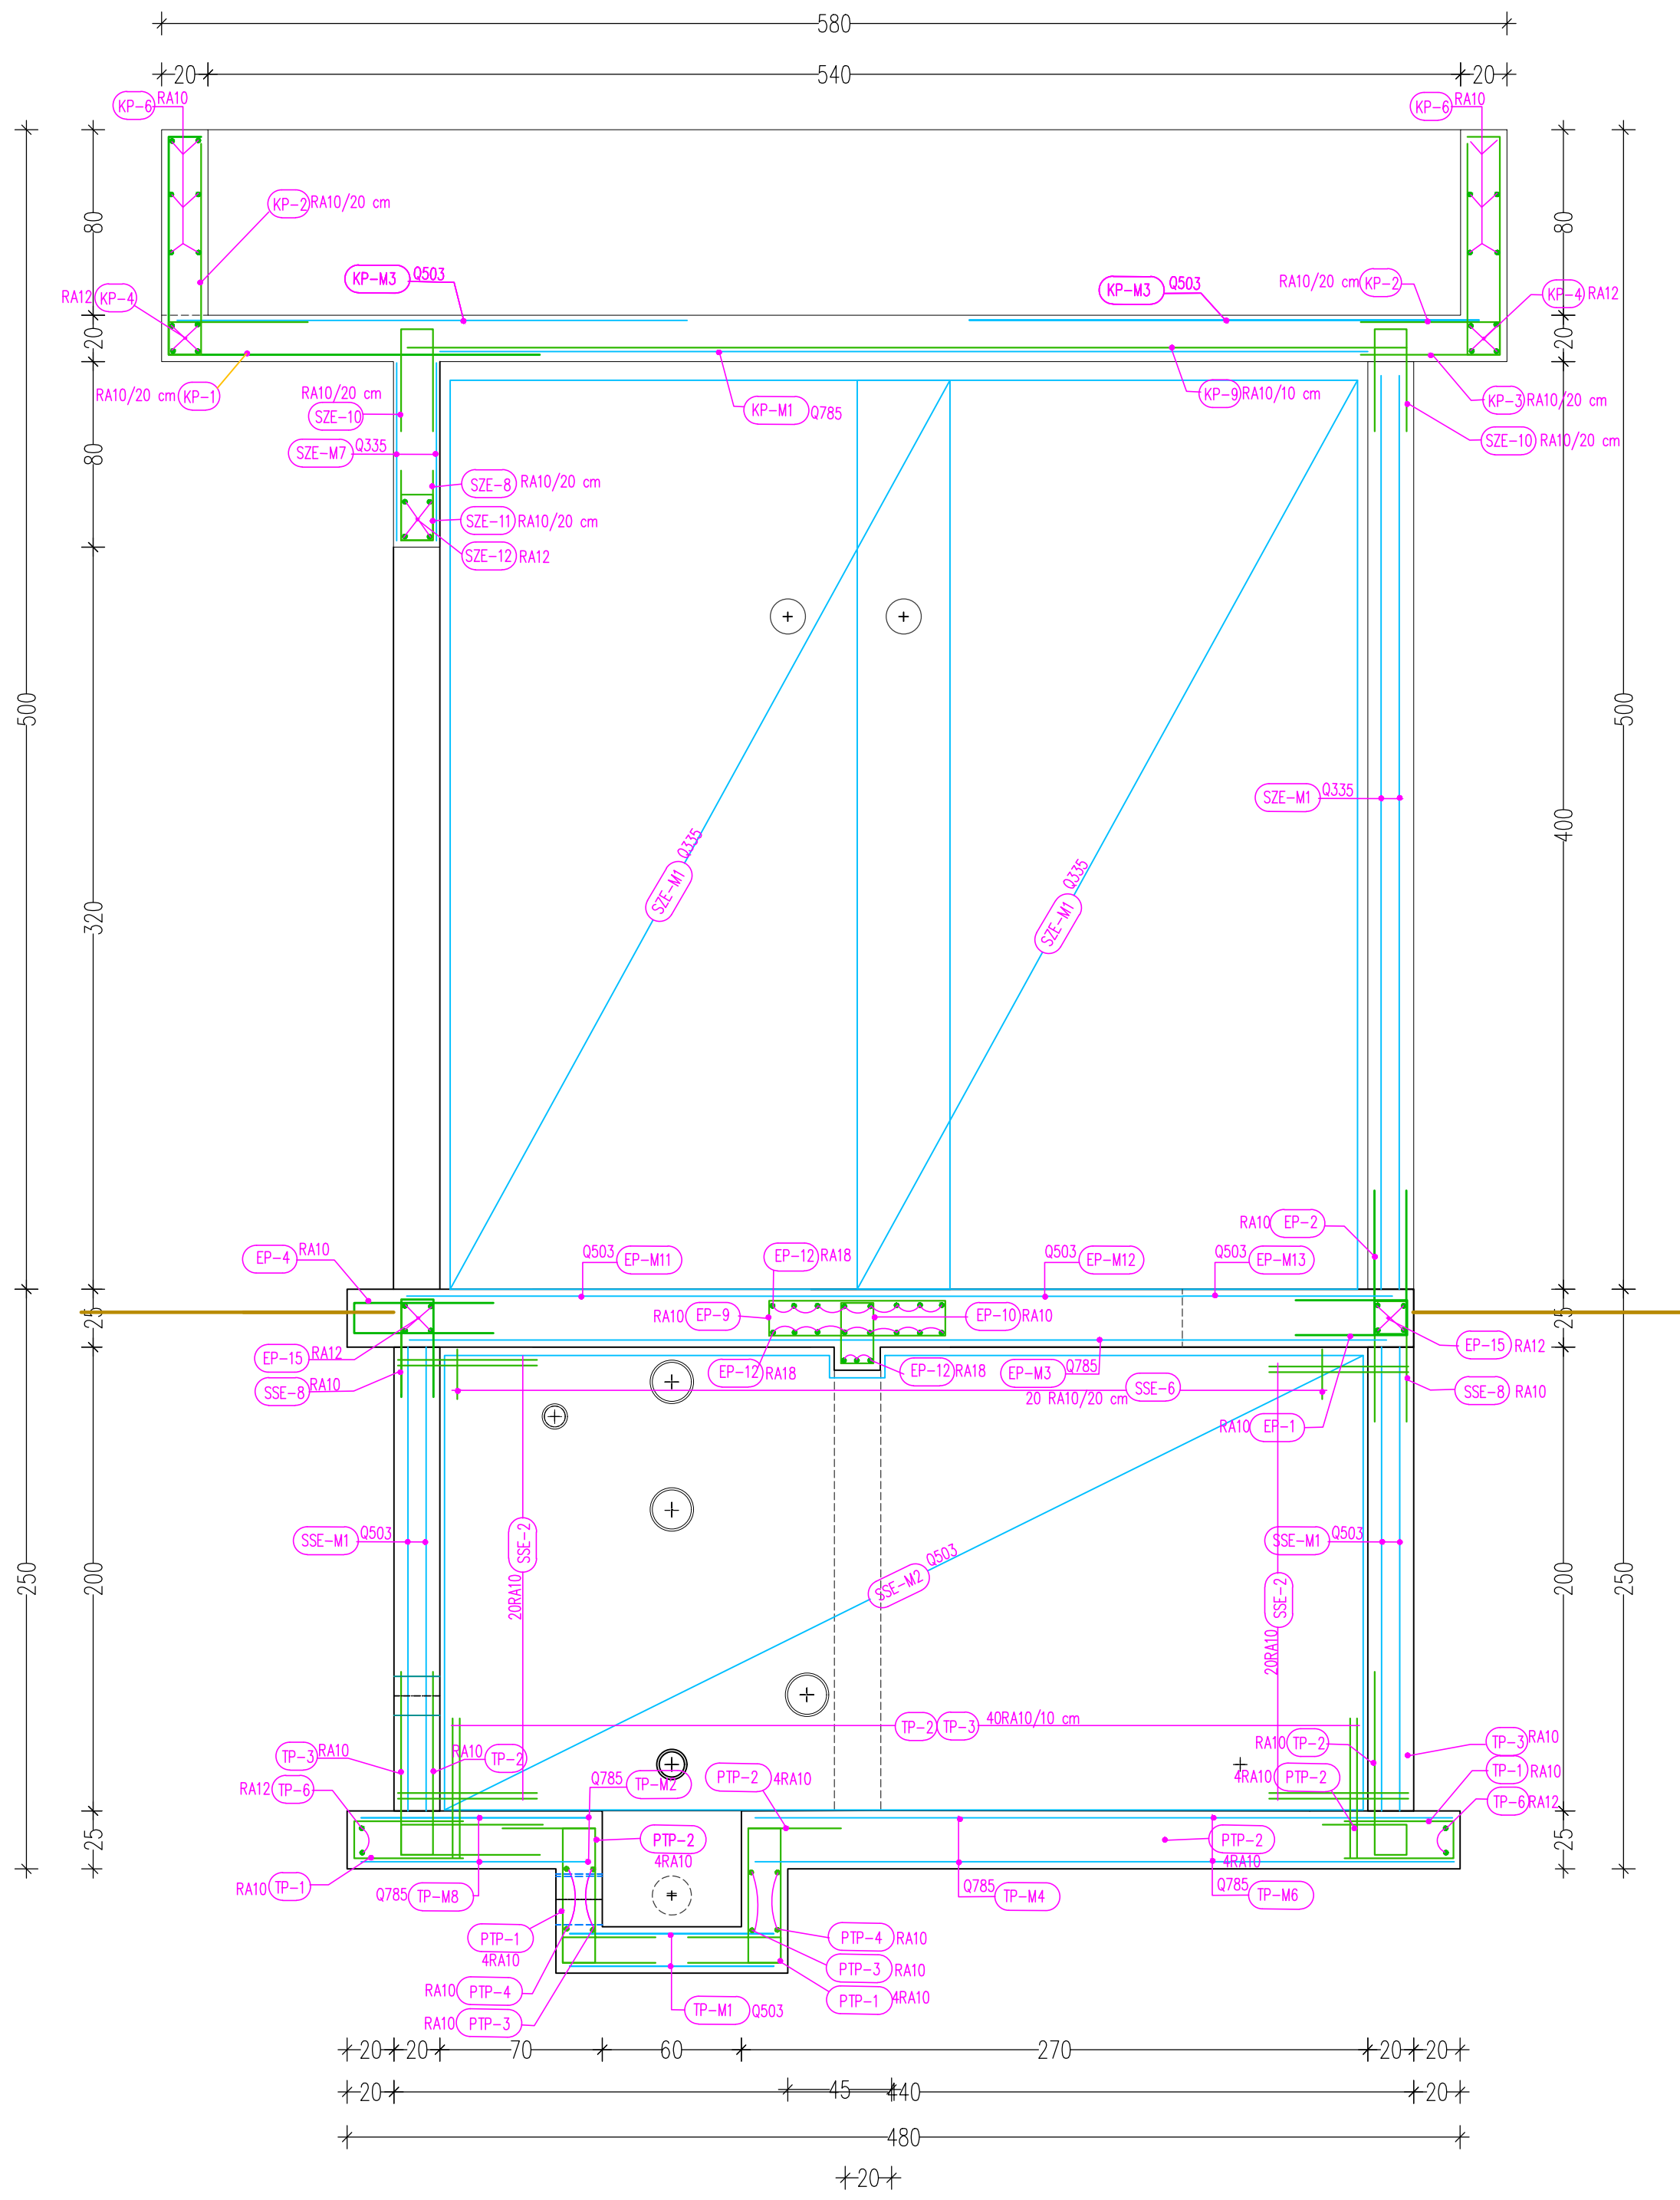 580
20 540 20
KP-6 RA10
KP-6 RA10
KP-2 RA10/20 cm
80
80
KP-M3 Q503
KP-M3 Q503
RA10/20 cm KP-2
RA12 KP-4
KP-4 RA12
20
20
RA10/20 cm KP-1
RA10/20 cm
SZE-10
KP-M1 Q785
KP-9 RA10/10 cm
KP-3 RA10/20 cm
SZE-10 RA10/20 cm
80
SZE-M7 Q335
SZE-8 RA10/20 cm
SZE-11 RA10/20 cm
SZE-12 RA12
500
500
SZE-M1 Q335
400
SZE-M1 Q335
SZE-M1 Q335
320
RA10 EP-2
EP-4 RA10
Q503 EP-M11
EP-12 RA18
Q503 EP-M12
Q503 EP-M13
25
25
RA10 EP-9
EP-10 RA10
EP-15 RA12
EP-15 RA12
SSE-8 RA10
EP-12 RA18
EP-12 RA18
EP-M3 Q785
SSE-6
20 RA10/20 cm
SSE-8 RA10
RA10 EP-1
SSE-M1 Q503
SSE-M1 Q503
20RA10 SSE-2
SSE-M2 Q503
20RA10 SSE-2
250
200
200
250
TP-2 TP-3 40RA10/10 cm
TP-3 RA10
RA10 TP-2
RA10 TP-2
TP-3 RA10
RA12 TP-6
Q785 TP-M2
PTP-2 4RA10
4RA10 PTP-2
TP-1 RA10
TP-6 RA12
25
25
PTP-2
4RA10
PTP-2
4RA10
RA10 TP-1
Q785 TP-M8
Q785 TP-M4
Q785 TP-M6
PTP-1
4RA10
PTP-4 RA10
PTP-3 RA10
RA10 PTP-4
PTP-1 4RA10
RA10 PTP-3
TP-M1 Q503
20 20 70 60 270 20 20
20 45 440 20
480
20